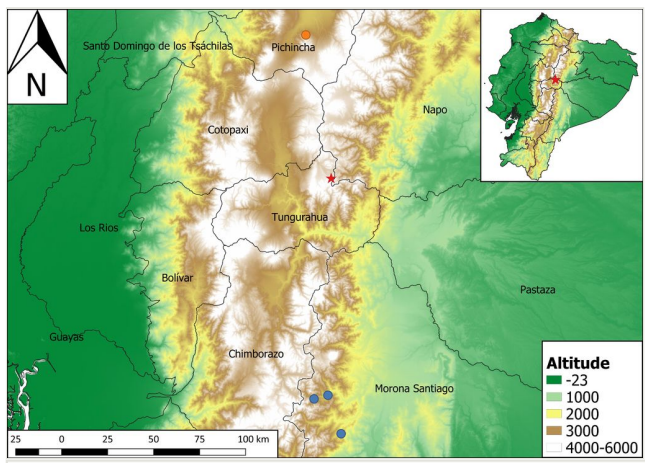 N
Santo Domingo de los Tsáchilas
Pichincha
Napo
Cotopaxi
Tungurahua
Los Rios
Bolívar
Pastaza
Guayas
Chimborazo
Morona Santiago
Altitude
-23
1000
2000
3000
4000-6000
25 0 25 50 75 100 km